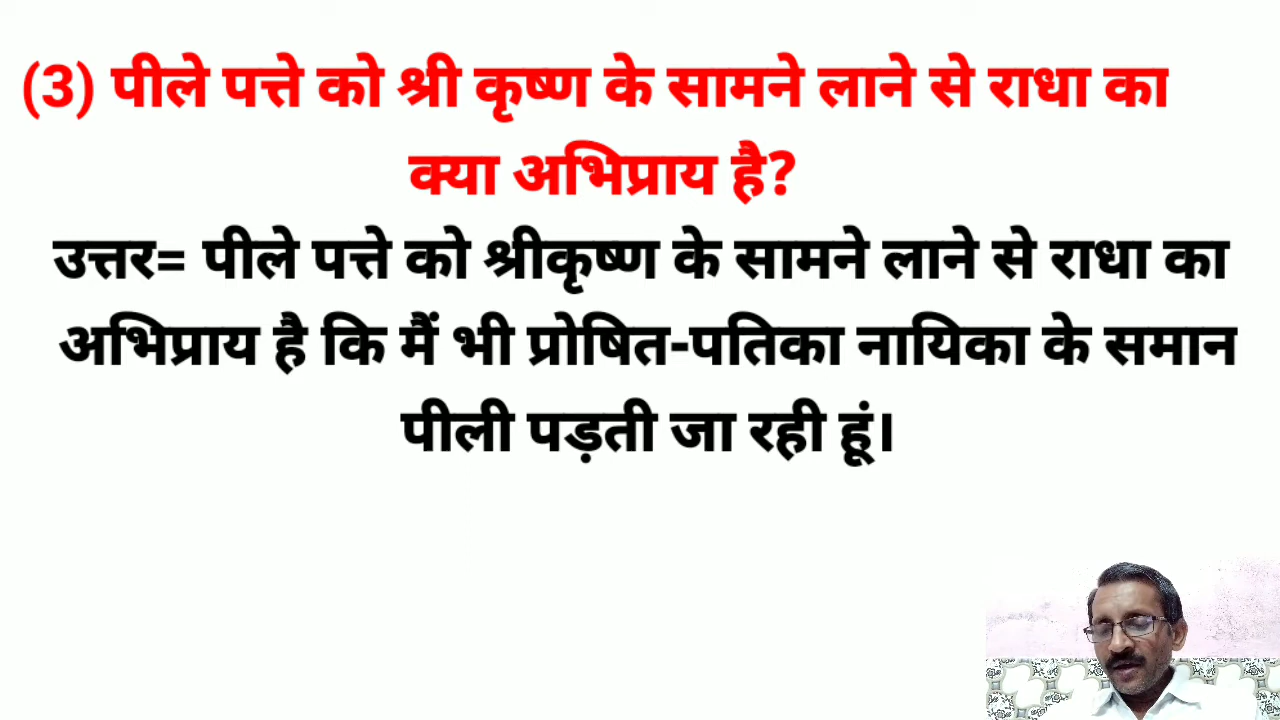 (3) पीले पत्ते को श्री कृष्ण के सामने लाने से राधा का
क्या अभिप्राय है?
उत्तर= पीले पत्ते को श्रीकृष्ण के सामने लाने से राधा का
अभिप्राय है कि मैं भी प्रोषित-पतिका नायिका के समान
पीली पड़ती जा रही हूं।